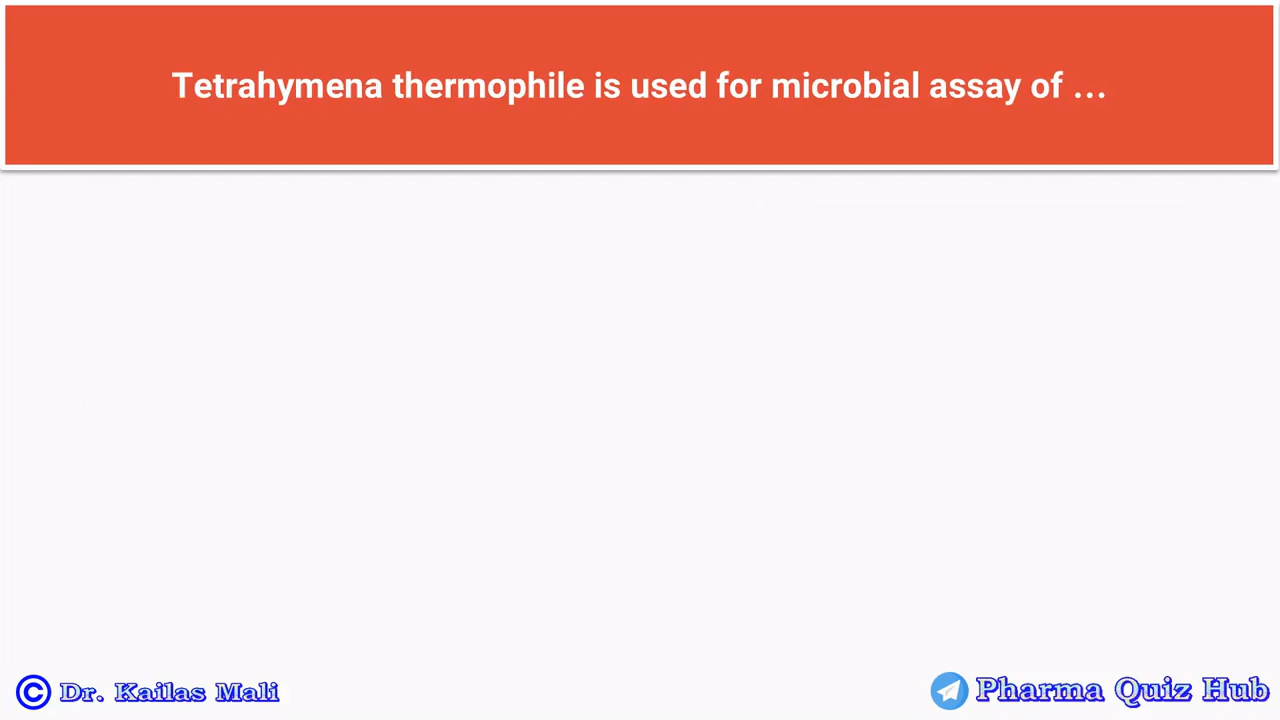 Tetrahymena thermophile is used for microbial assay of ...
© Dr. Kailas Mali
Pharma Quiz Hub